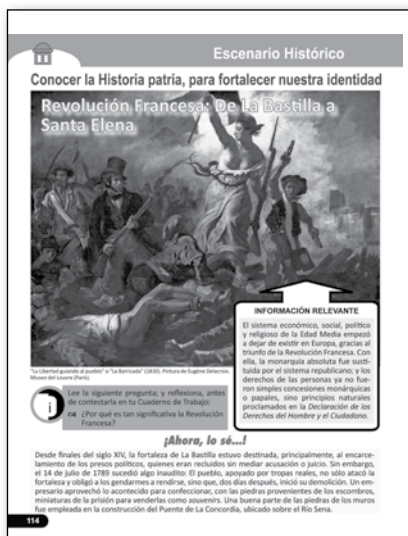 Escenario Histórico
Conocer la Historia patria, para fortalecer nuestra identidad
Revolución Francesa: De La Bastilla a
Santa Elena
INFORMACIÓN RELEVANTE
El sistema económico, social, político
y religioso de la Edad Media empezó
a dejar de existir en Europa, gracias al
triunfo de la Revolución Francesa. Con
ella, la monarquía absoluta fue susti-
tuida por el sistema republicano; y los
derechos de las personas ya no fue-
ron simples concesiones monárquicas
o papales, sino principios naturales
proclamados en la Declaración de los
Derechos del Hombre y el Ciudadano.
"La Libertad guiando al pueblo" o "La Barricada" (1830). Pintura de Eugène Delacroix.
Museo del Louvre (París).
i
Lee la siguiente pregunta; y reflexiona, antes
de contestarla en tu Cuaderno de Trabajo:
¿Por qué es tan significativa la Revolución
Francesa?
¡Ahora, lo sé...!
Desde finales del siglo XIV, la fortaleza de La Bastilla estuvo destinada, principalmente, al encarce-
lamiento de los presos políticos, quienes eran recluidos sin mediar acusación o juicio. Sin embargo,
el 14 de julio de 1789 sucedió algo inaudito: El pueblo, apoyado por tropas reales, no sólo atacó la
fortaleza y obligó a los gendarmes a rendirse, sino que, dos días después, inició su demolición. Un em-
presario aprovechó lo acontecido para confeccionar, con las piedras provenientes de los escombros,
miniaturas de la prisión para venderlas como souvenirs. Una buena parte de las piedras de los muros
fue empleada en la construcción del Puente de La Concordia, ubicado sobre el Río Sena.
114